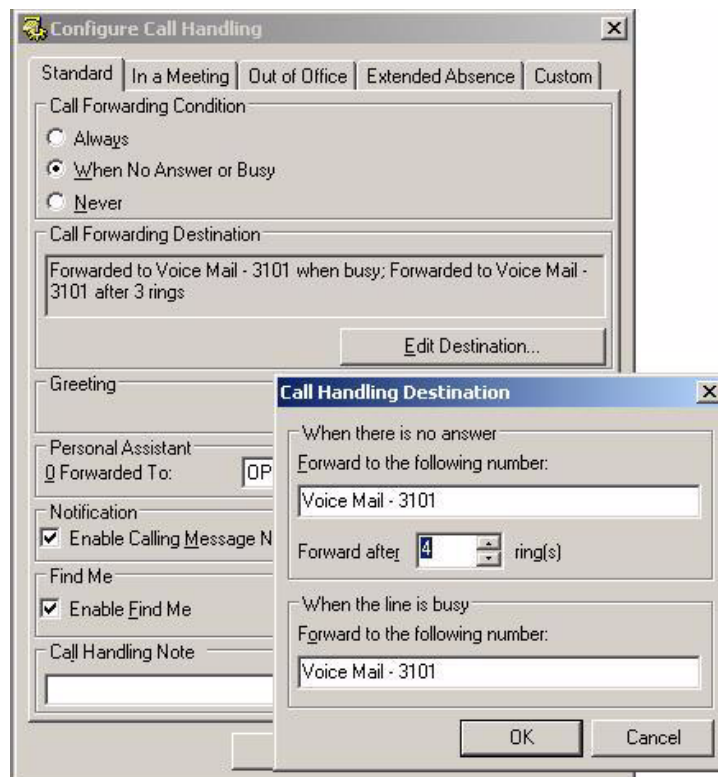 Configure Call Handling
Standard In a Meeting Out of Office Extended Absence Custom
Call Forwarding Condition
Always
When No Answer or Busy
Never
Call Forwarding Destination
Forwarded to Voice Mail - 3101 when busy; Forwarded to Voice Mail -
3101 after 3 rings
Edit Destination...
Greeting
Personal Assistant
0 Forwarded To: OP
Notification
Enable Calling Message N
Find Me
Enable Find Me
Call Handling Note
Call Handling Destination
When there is no answer
Forward to the following number:
Voice Mail - 3101
Forward after 4 ring(s)
When the line is busy
Forward to the following number:
Voice Mail - 3101
OK Cancel